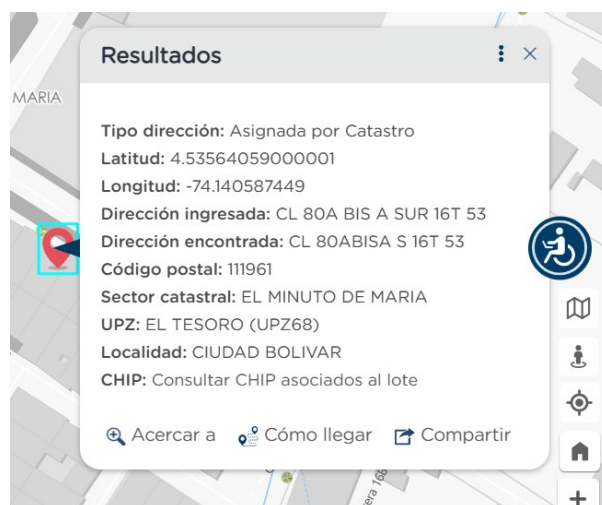 Resultados
MARIA
Tipo dirección: Asignada por Catastro
Latitud: 4.53564059000001
Longitud: -74.140587449
Dirección ingresada: CL 80A BIS A SUR 16T 53
Dirección encontrada: CL 80ABISA S 16T 53
Código postal: 111961
Sector catastral: EL MINUTO DE MARIA
UPZ: EL TESORO (UPZ68)
Localidad: CIUDAD BOLIVAR
CHIP: Consultar CHIP asociados al lote
Acercar a Cómo llegar Compartir